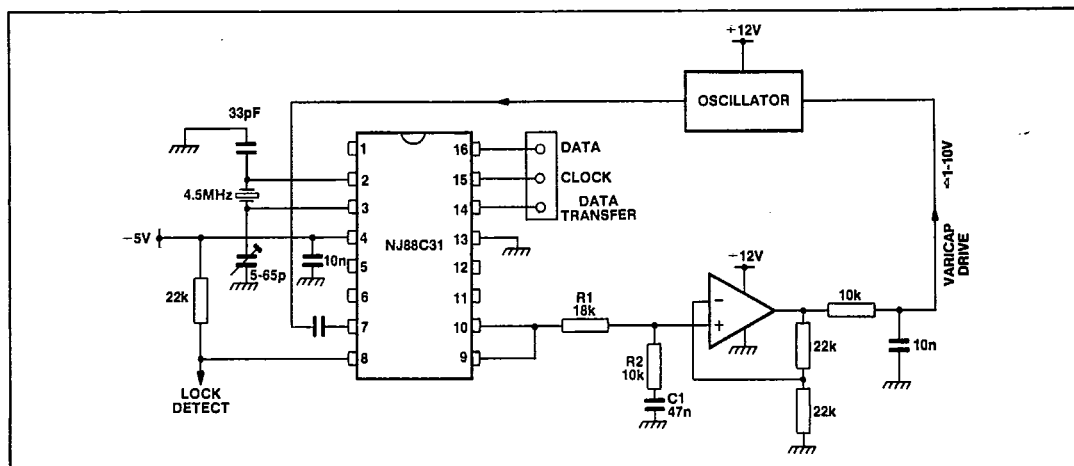 +12V
OSCILLATOR
33pF
4.5MHz
−5V
5-65p
10n
22k
LOCK
DETECT
1
2
3
4
5
6
7
8
NJ88C31
16
15
14
13
12
11
10
9
DATA
CLOCK
DATA
TRANSFER
R1
18k
R2
10k
C1
47n
−12V
−
+
10k
22k
22k
10n
1-10V
VARICAP
DRIVE